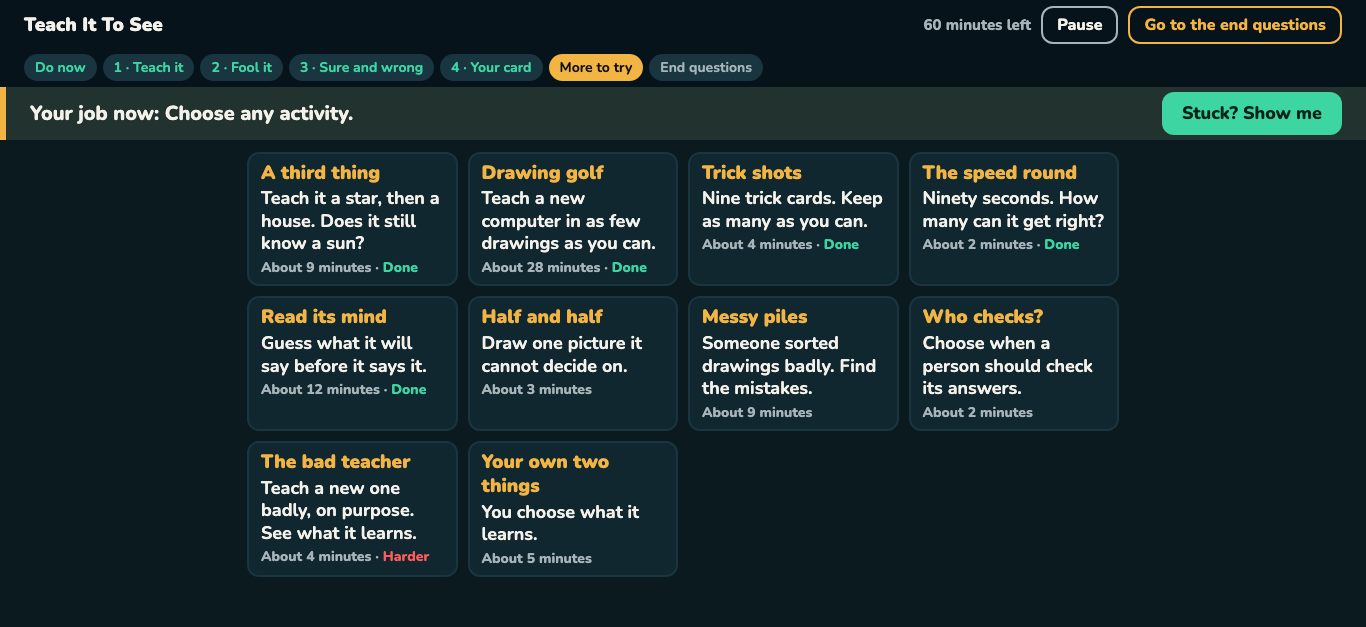 Teach It To See
60 minutes left
Pause
Go to the end questions
Do now
1 · Teach it
2 · Fool it
3 · Sure and wrong
4 · Your card
More to try
End questions
Your job now: Choose any activity.
Stuck? Show me
A third thing
Teach it a star, then a
house. Does it still
know a sun?
About 9 minutes · Done
Drawing golf
Teach a new
computer in as few
drawings as you can.
About 28 minutes · Done
Trick shots
Nine trick cards. Keep
as many as you can.
About 4 minutes · Done
The speed round
Ninety seconds. How
many can it get right?
About 2 minutes · Done
Read its mind
Guess what it will
say before it says it.
About 12 minutes · Done
Half and half
Draw one picture it
cannot decide on.
About 3 minutes
Messy piles
Someone sorted
drawings badly. Find
the mistakes.
About 9 minutes
Who checks?
Choose when a
person should check
its answers.
About 2 minutes
The bad teacher
Teach a new one
badly, on purpose.
See what it learns.
About 4 minutes · Harder
Your own two
things
You choose what it
learns.
About 5 minutes